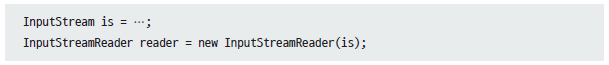 InputStream is = …;
InputStreamReader reader = new InputStreamReader(is);